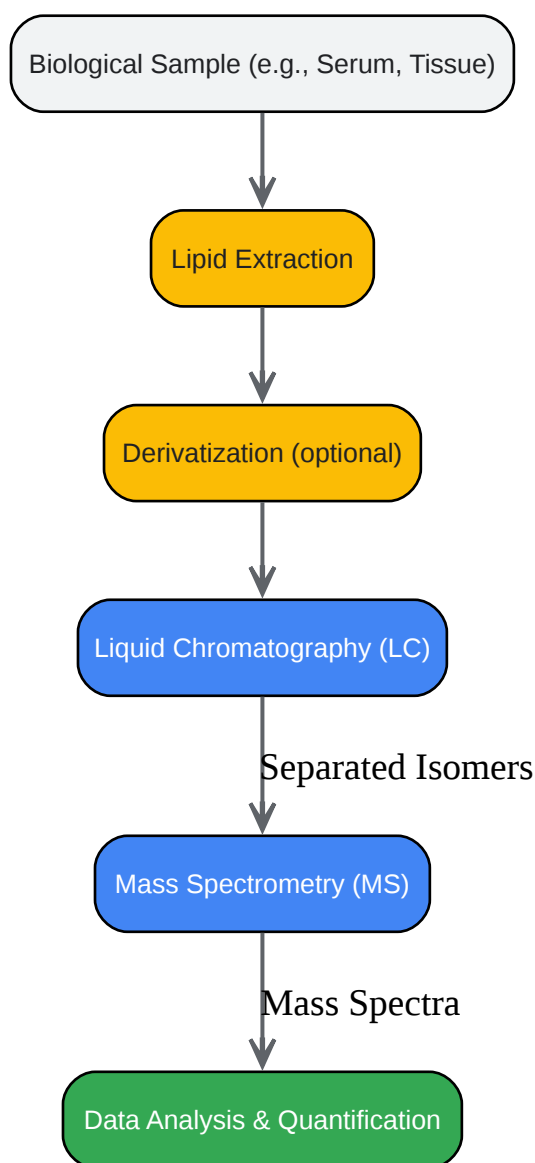 Biological Sample (e.g., Serum, Tissue)
Lipid Extraction
Derivatization (optional)
Liquid Chromatography (LC)
Separated Isomers
Mass Spectrometry (MS)
Mass Spectra
Data Analysis & Quantification